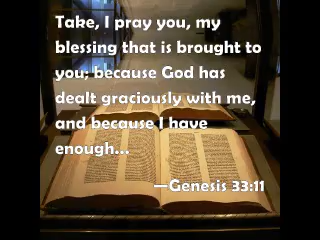 Take, I pray you, my
blessing that is brought to
you; because God has
dealt graciously with me,
and because I have
enough...
—Genesis 33:11